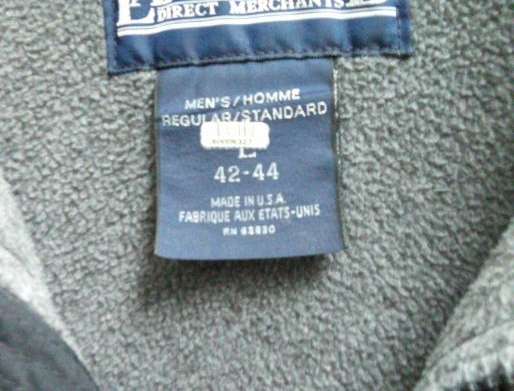 DIRECT MERCHANTS
MEN'S/HOMME
REGULAR/STANDARD
L
42-44
MADE IN U.S.A.
FABRIQUE AUX ETATS-UNIS